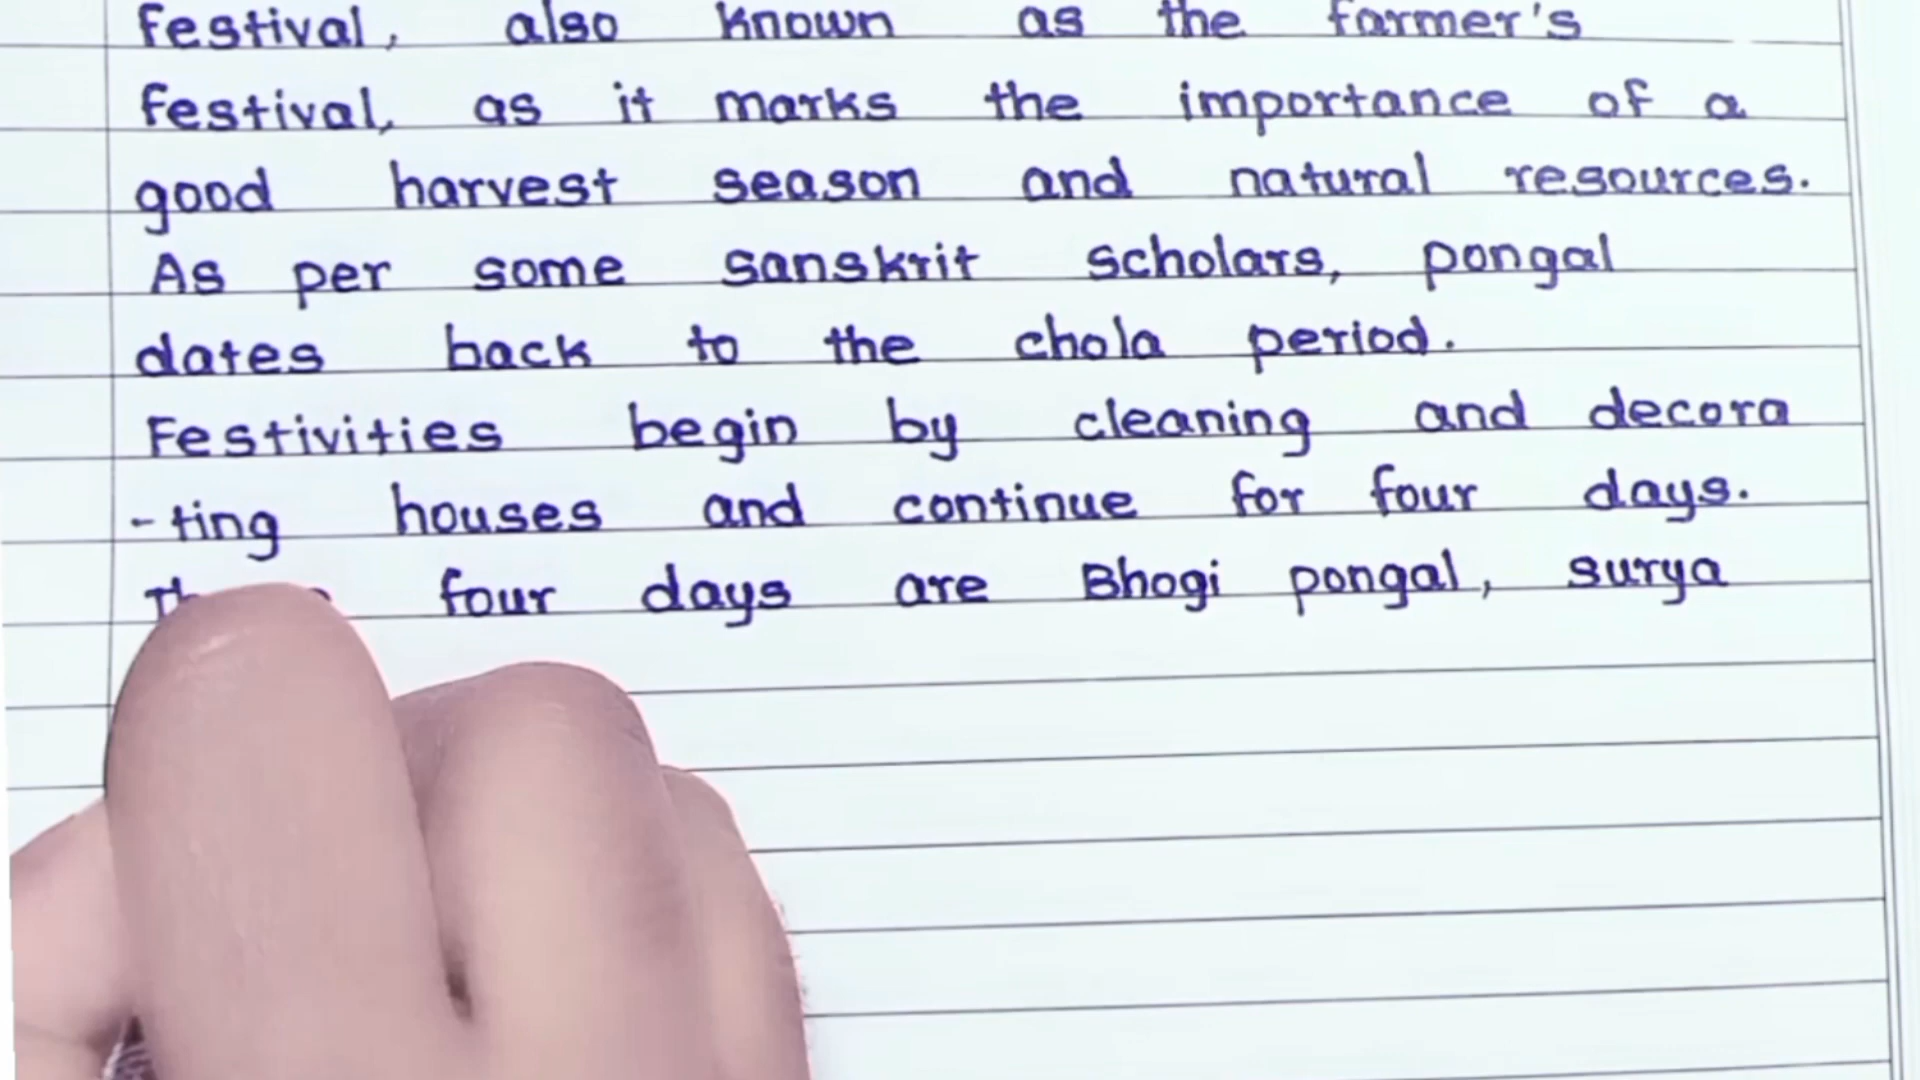 festival, also known as the farmer's
festival, as it marks the importance of a
good harvest season and natural resources.
As per some sanskrit scholars, pongal
dates back to the chola period.
Festivities begin by cleaning and decora
-ting houses and continue for four days.
four days are Bhogi pongal, surya